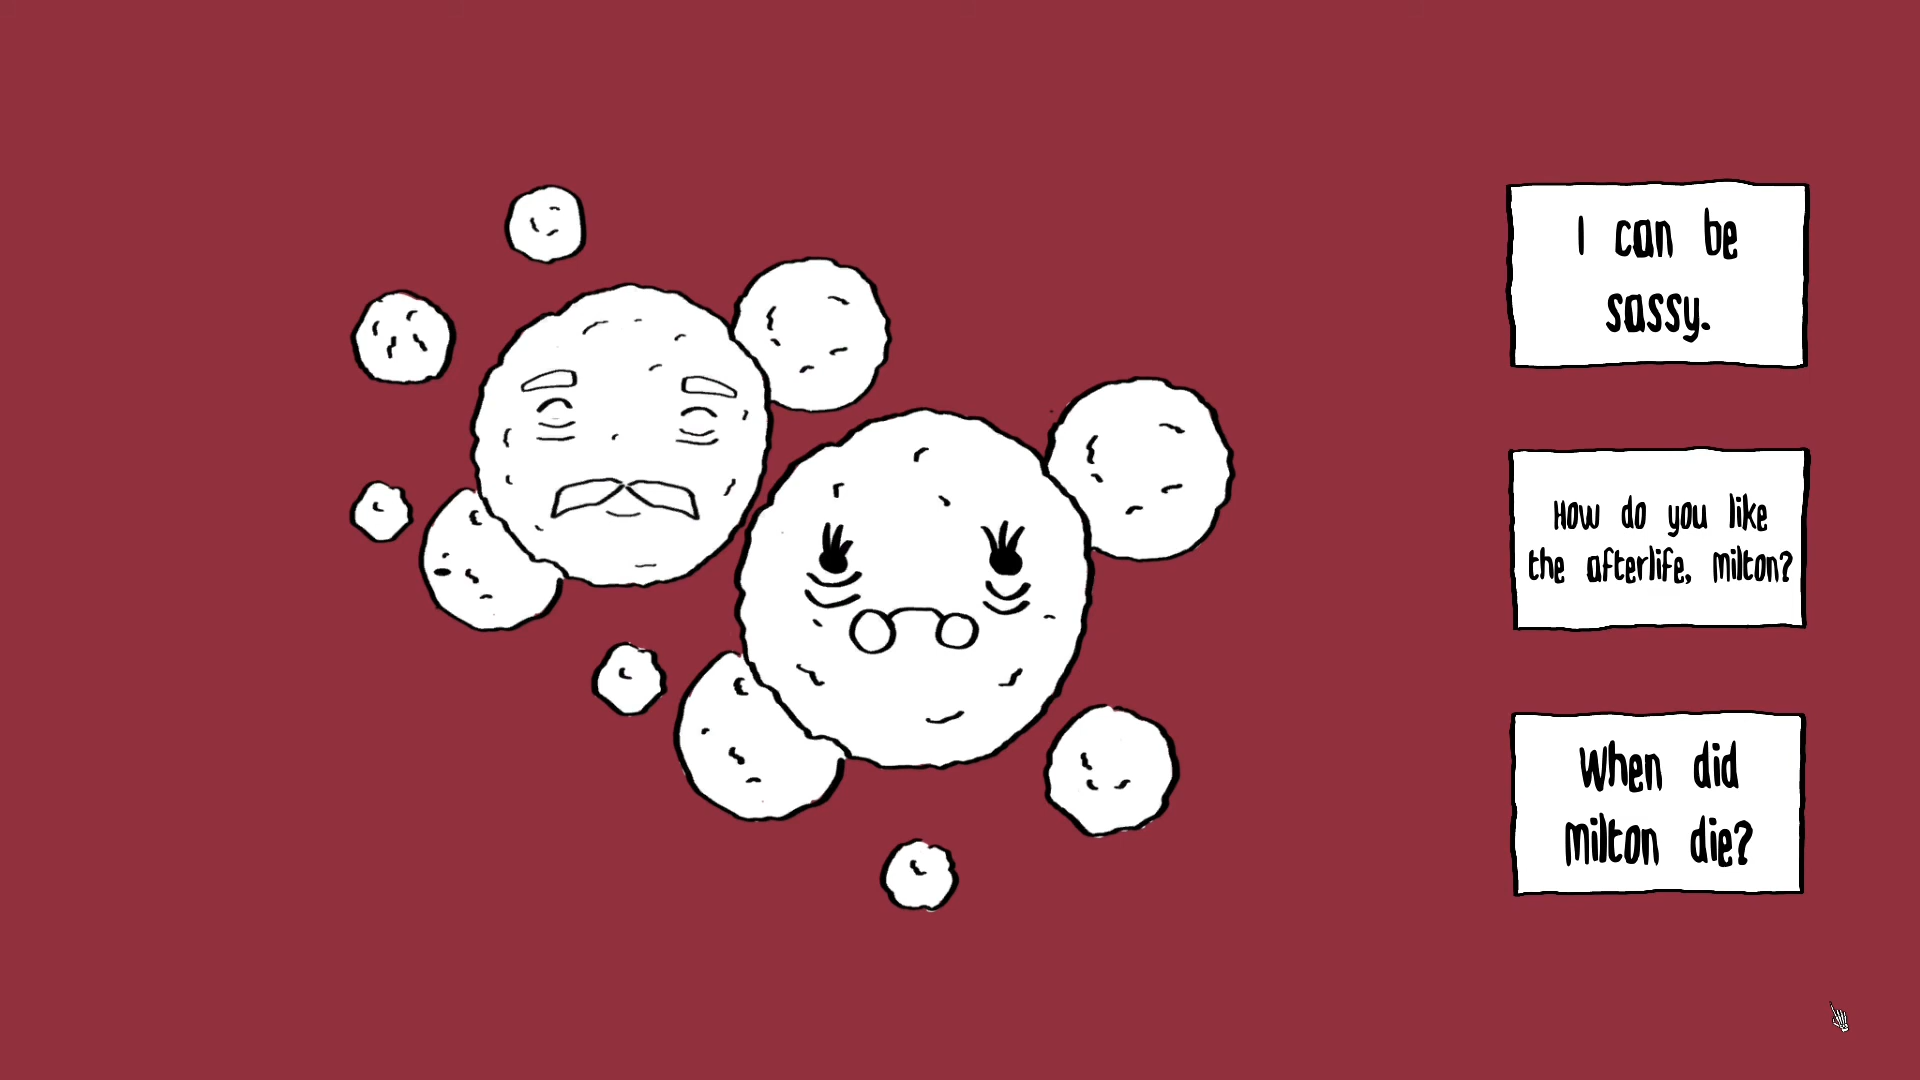 I can be
sassy.
How do you like
the afterlife, Milton?
When did
Milton die?